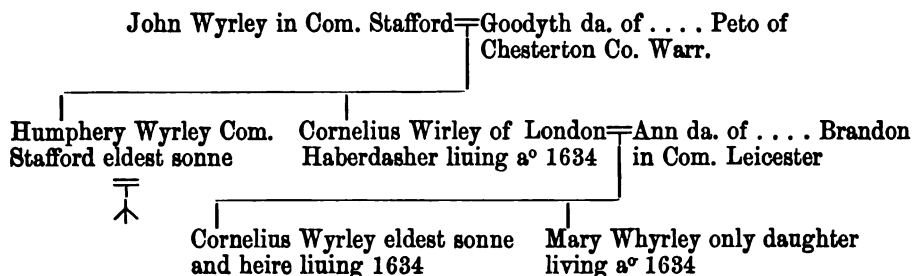 John Wyrley in Com. Stafford Goodyth da. of . . . . Peto of
Chesterton Co. Warr.
Humphery Wyrley Com.
Stafford eldest sonne
Cornelius Wirley of London
Haberdasher liuing aº 1634
Ann da. of . . . . Brandon
in Com. Leicester
Cornelius Wyrley eldest sonne
and heire liuing 1634
Mary Whyrley only daughter
living aº 1634